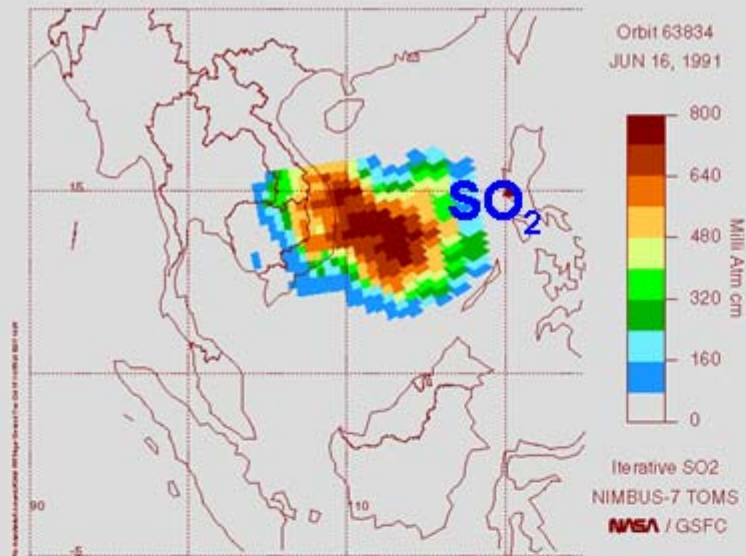 Orbit 63834
JUN 16, 1991
15
SO2
90
110
-5
800
640
480
320
160
0
Milli Atm cm
Iterative SO2
NIMBUS-7 TOMS
NASA / GSFC